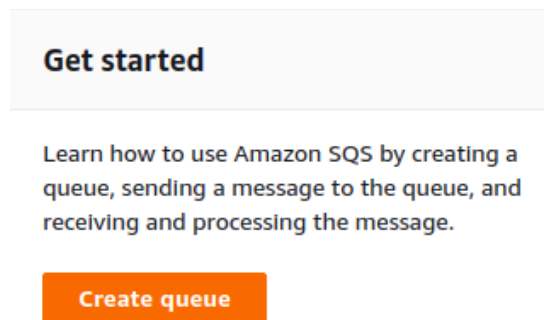 Get started
Learn how to use Amazon SQS by creating a
queue, sending a message to the queue, and
receiving and processing the message.
Create queue